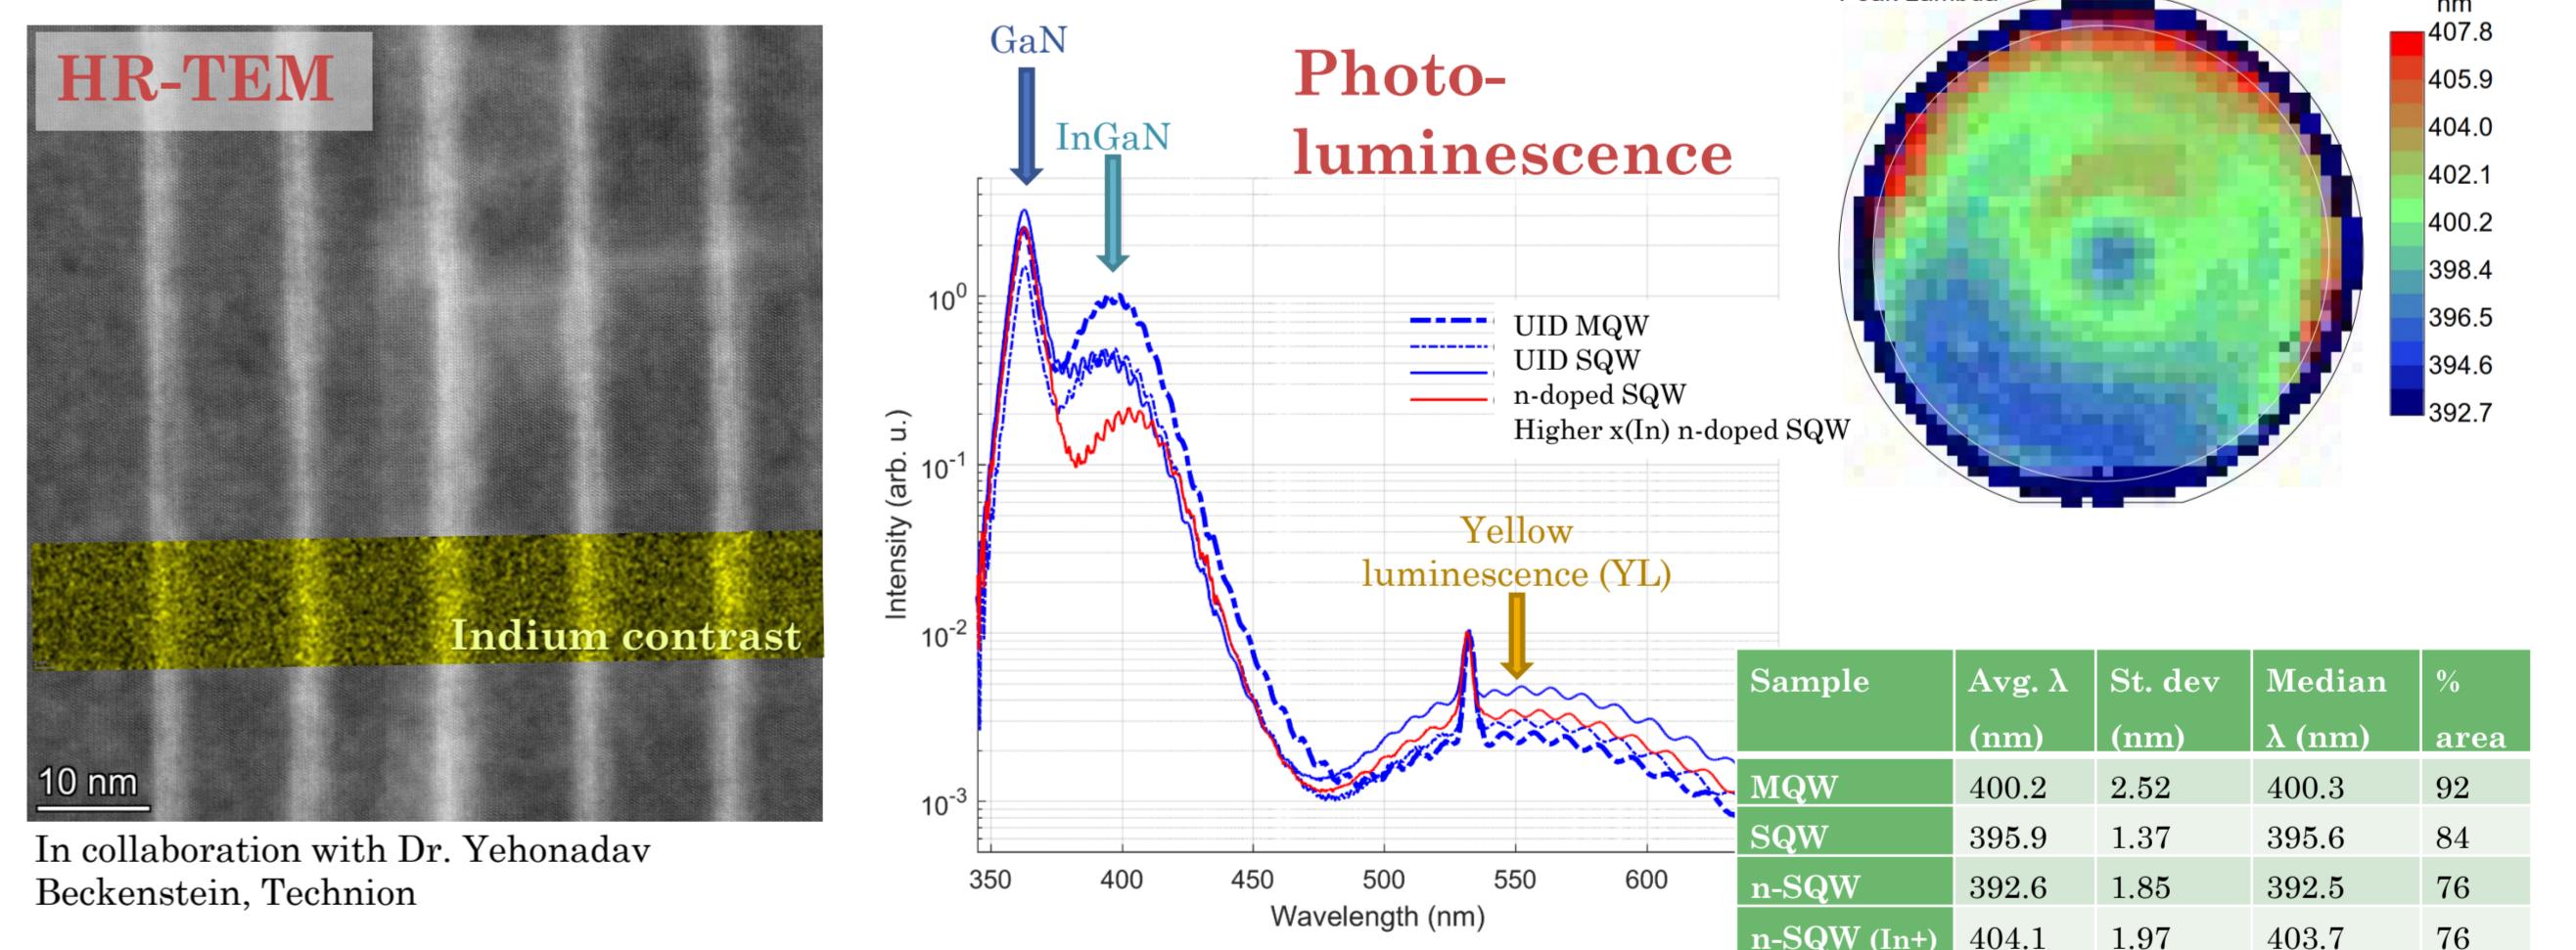 HR-TEM
Indium contrast
10 nm
In collaboration with Dr. Yehonadav
Beckenstein, Technion
GaN
InGaN
Photo-
luminescence
UID MQW
UID SQW
n-doped SQW
Higher x(In) n-doped SQW
Yellow
luminescence (YL)
Intensity (arb. u.)
10⁰
10⁻¹
10⁻²
10⁻³
350 400 450 500 550 600
Wavelength (nm)
nm
407.8
405.9
404.0
402.1
400.2
398.4
396.5
394.6
392.7
Sample Avg. λ (nm) St. dev (nm) Median λ (nm) % area
MQW 400.2 2.52 400.3 92
SQW 395.9 1.37 395.6 84
n-SQW 392.6 1.85 392.5 76
n-SQW (In+) 404.1 1.97 403.7 76